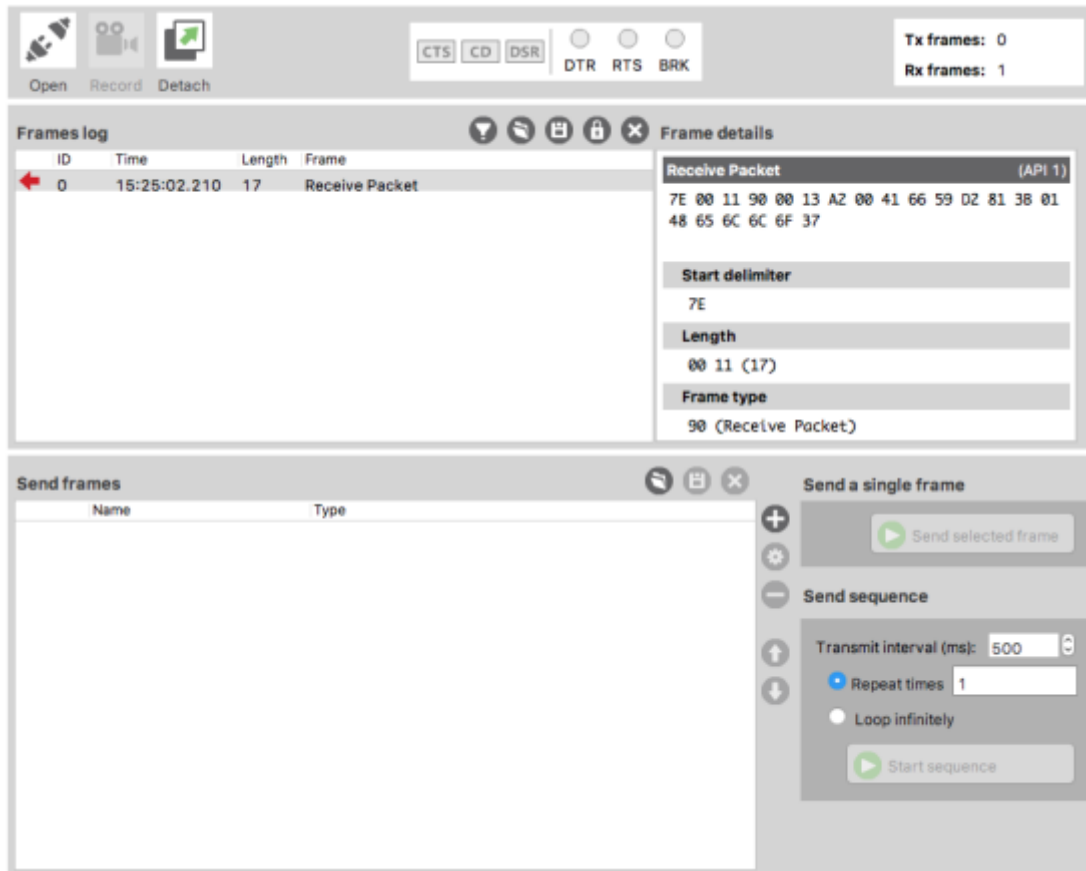 Open Record Detach
CTS CD DSR
DTR RTS BRK
Tx frames: 0
Rx frames: 1
Frames log
ID Time Length Frame
0 15:25:02.210 17 Receive Packet
Frame details
Receive Packet (API 1)
7E 00 11 90 00 13 A2 00 41 66 59 D2 81 3B 01
48 65 6C 6C 6F 37
Start delimiter
7E
Length
00 11 (17)
Frame type
90 (Receive Packet)
Send frames
Name Type
Send a single frame
Send selected frame
Send sequence
Transmit interval (ms): 500
Repeat times 1
Loop infinitely
Start sequence